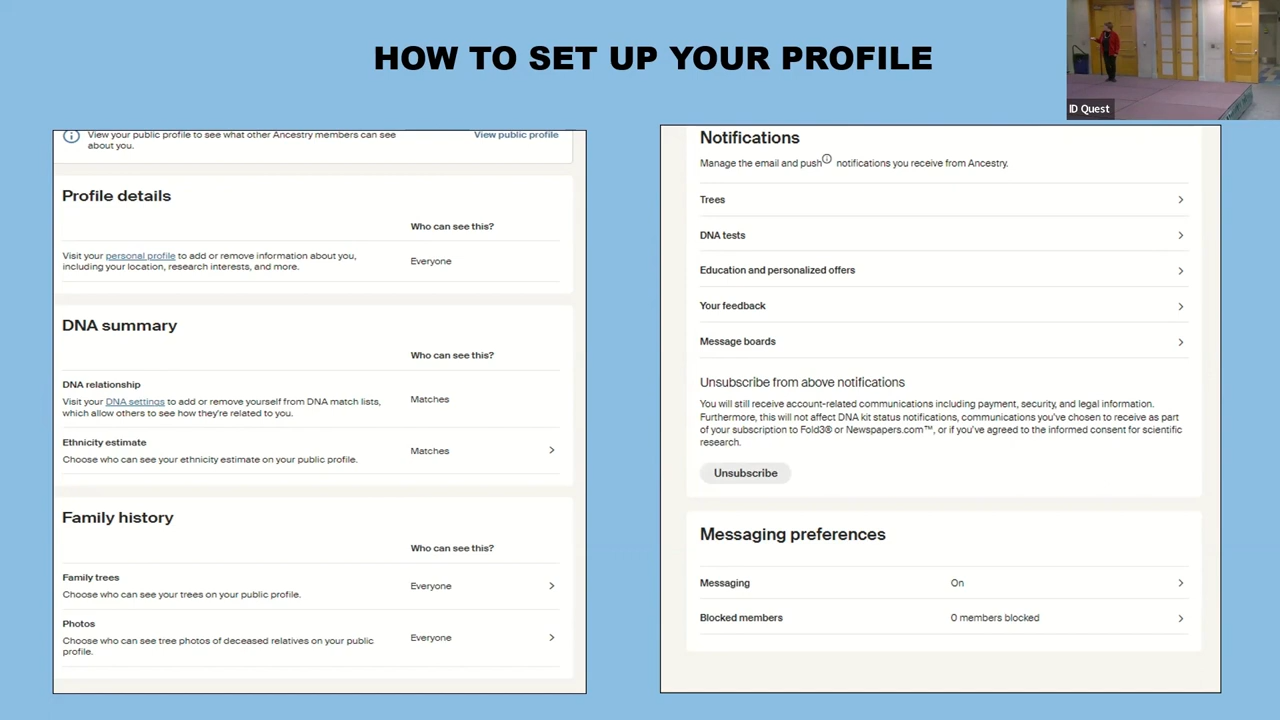 HOW TO SET UP YOUR PROFILE
ID Quest
View your public profile to see what other Ancestry members can see
about you.
View public profile
Profile details
Who can see this?
Visit your personal profile to add or remove information about you,
including your location, research interests, and more.
Everyone
DNA summary
Who can see this?
DNA relationship
Visit your DNA settings to add or remove yourself from DNA match lists,
which allow others to see how they're related to you.
Matches
Ethnicity estimate
Choose who can see your ethnicity estimate on your public profile.
Matches
Family history
Who can see this?
Family trees
Choose who can see your trees on your public profile.
Everyone
Photos
Choose who can see tree photos of deceased relatives on your public
profile.
Everyone
Notifications
Manage the email and push notifications you receive from Ancestry.
Trees
DNA tests
Education and personalized offers
Your feedback
Message boards
Unsubscribe from above notifications
You will still receive account-related communications including payment, security, and legal information.
Furthermore, this will not affect DNA kit status notifications, communications you've chosen to receive as part
of your subscription to Fold3® or Newspapers.com™, or if you've agreed to the informed consent for scientific
research.
Unsubscribe
Messaging preferences
Messaging On
Blocked members 0 members blocked